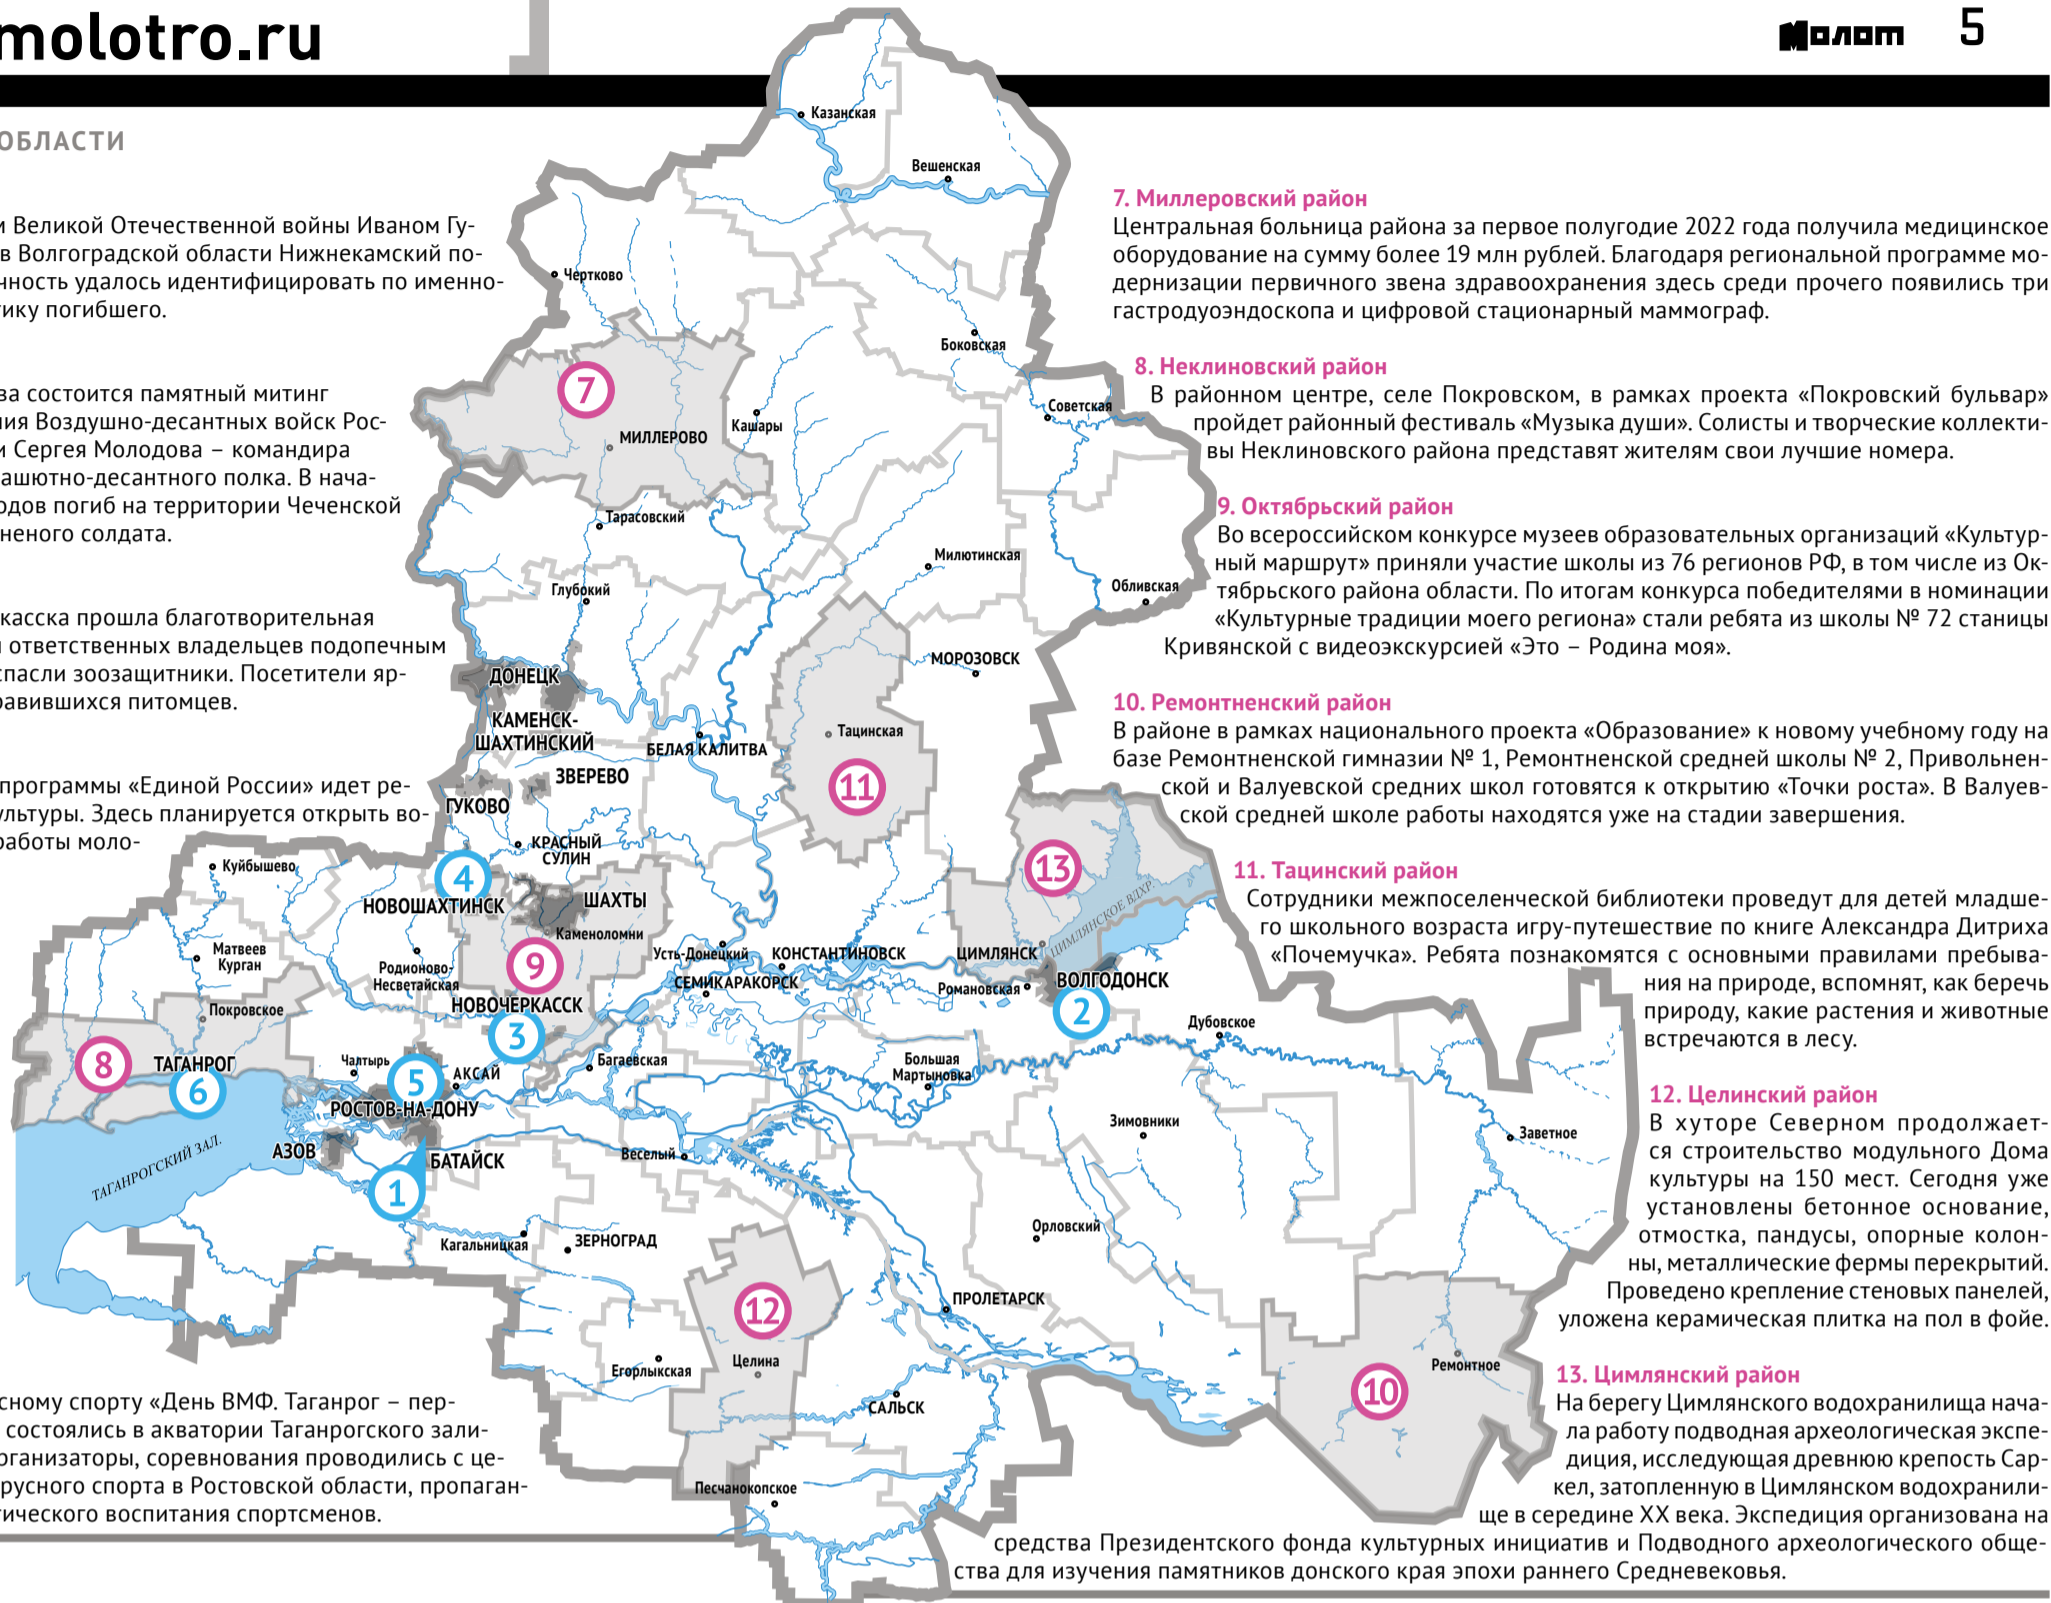 molotro.ru
Молот 5
ОБЛАСТИ
Великой Отечественной войны Иваном Гу-
в Волгоградской области Нижнекамский по-
чность удалось идентифицировать по именно-
тику погибшего.
ва состоится памятный митинг
ния Воздушно-десантных войск Рос-
и Сергея Молодова – командира
ашютно-десантного полка. В нача-
одов погиб на территории Чеченской
неного солдата.
касска прошла благотворительная
ответственных владельцев подопечным
спасли зоозащитники. Посетители яр-
равившихся питомцев.
программы «Единой России» идет ре-
ультуры. Здесь планируется открыть во-
работы моло-
сному спорту «День ВМФ. Таганрог – пер-
состоялись в акватории Таганрогского зали-
рганизаторы, соревнования проводились с це-
русного спорта в Ростовской области, пропаган-
тического воспитания спортсменов.
Казанская
Вешенская
Чертково
Боковская
7
МИЛЛЕРОВО
Кашары
Советская
Тарасовский
Милютинская
Глубокий
Обливская
ДОНЕЦК
МОРОЗОВСК
КАМЕНСК-
ШАХТИНСКИЙ
БЕЛАЯ КАЛИТВА
Тацинская
11
ЗВЕРЕВО
ГУКОВО
КРАСНЫЙ
СУЛИН
Куйбышево
4
НОВОШАХТИНСК
ШАХТЫ
Каменоломни
13
ЦИМЛЯНСКОЕ ВДХР.
Матвеев
Курган
Родионово-
Несветайская
9
Усть-Донецкий
КОНСТАНТИНОВСК
ЦИМЛЯНСК
СЕМИКАРАКОРСК
Романовская
ВОЛГОДОНСК
2
Покровское
НОВОЧЕРКАССК
3
Дубовское
8
ТАГАНРОГ
6
Чалтырь
5
АКСАЙ
Багаевская
Большая
Мартыновка
РОСТОВ-НА-ДОНУ
ТАГАНРОГСКИЙ ЗАЛ.
АЗОВ
БАТАЙСК
1
Веселый
Зимовники
Заветное
Кагальницкая
ЗЕРНОГРАД
Орловский
12
ПРОЛЕТАРСК
Целина
Егорлыкская
САЛЬСК
Ремонтное
10
Песчанокопское
7. Миллеровский район
Центральная больница района за первое полугодие 2022 года получила медицинское
оборудование на сумму более 19 млн рублей. Благодаря региональной программе мо-
дернизации первичного звена здравоохранения здесь среди прочего появились три
гастродуоэндоскопа и цифровой стационарный маммограф.
8. Неклиновский район
В районном центре, селе Покровском, в рамках проекта «Покровский бульвар»
пройдет районный фестиваль «Музыка души». Солисты и творческие коллекти-
вы Неклиновского района представят жителям свои лучшие номера.
9. Октябрьский район
Во всероссийском конкурсе музеев образовательных организаций «Культур-
ный маршрут» приняли участие школы из 76 регионов РФ, в том числе из Ок-
тябрьского района области. По итогам конкурса победителями в номинации
«Культурные традиции моего региона» стали ребята из школы № 72 станицы
Кривянской с видеоэкскурсией «Это – Родина моя».
10. Ремонтненский район
В районе в рамках национального проекта «Образование» к новому учебному году на
базе Ремонтненской гимназии № 1, Ремонтненской средней школы № 2, Привольнен-
ской и Валуевской средних школ готовятся к открытию «Точки роста». В Валуев-
ской средней школе работы находятся уже на стадии завершения.
11. Тацинский район
Сотрудники межпоселенческой библиотеки проведут для детей младше-
го школьного возраста игру-путешествие по книге Александра Дитриха
«Почемучка». Ребята познакомятся с основными правилами пребыва-
ния на природе, вспомнят, как беречь
природу, какие растения и животные
встречаются в лесу.
12. Целинский район
В хуторе Северном продолжает-
ся строительство модульного Дома
культуры на 150 мест. Сегодня уже
установлены бетонное основание,
отмостка, пандусы, опорные колон-
ны, металлические фермы перекрытий.
Проведено крепление стеновых панелей,
уложена керамическая плитка на пол в фойе.
13. Цимлянский район
На берегу Цимлянского водохранилища нача-
ла работу подводная археологическая экспе-
диция, исследующая древнюю крепость Сар-
кел, затопленную в Цимлянском водохранили-
ще в середине XX века. Экспедиция организована на
средства Президентского фонда культурных инициатив и Подводного археологического обще-
ства для изучения памятников донского края эпохи раннего Средневековья.